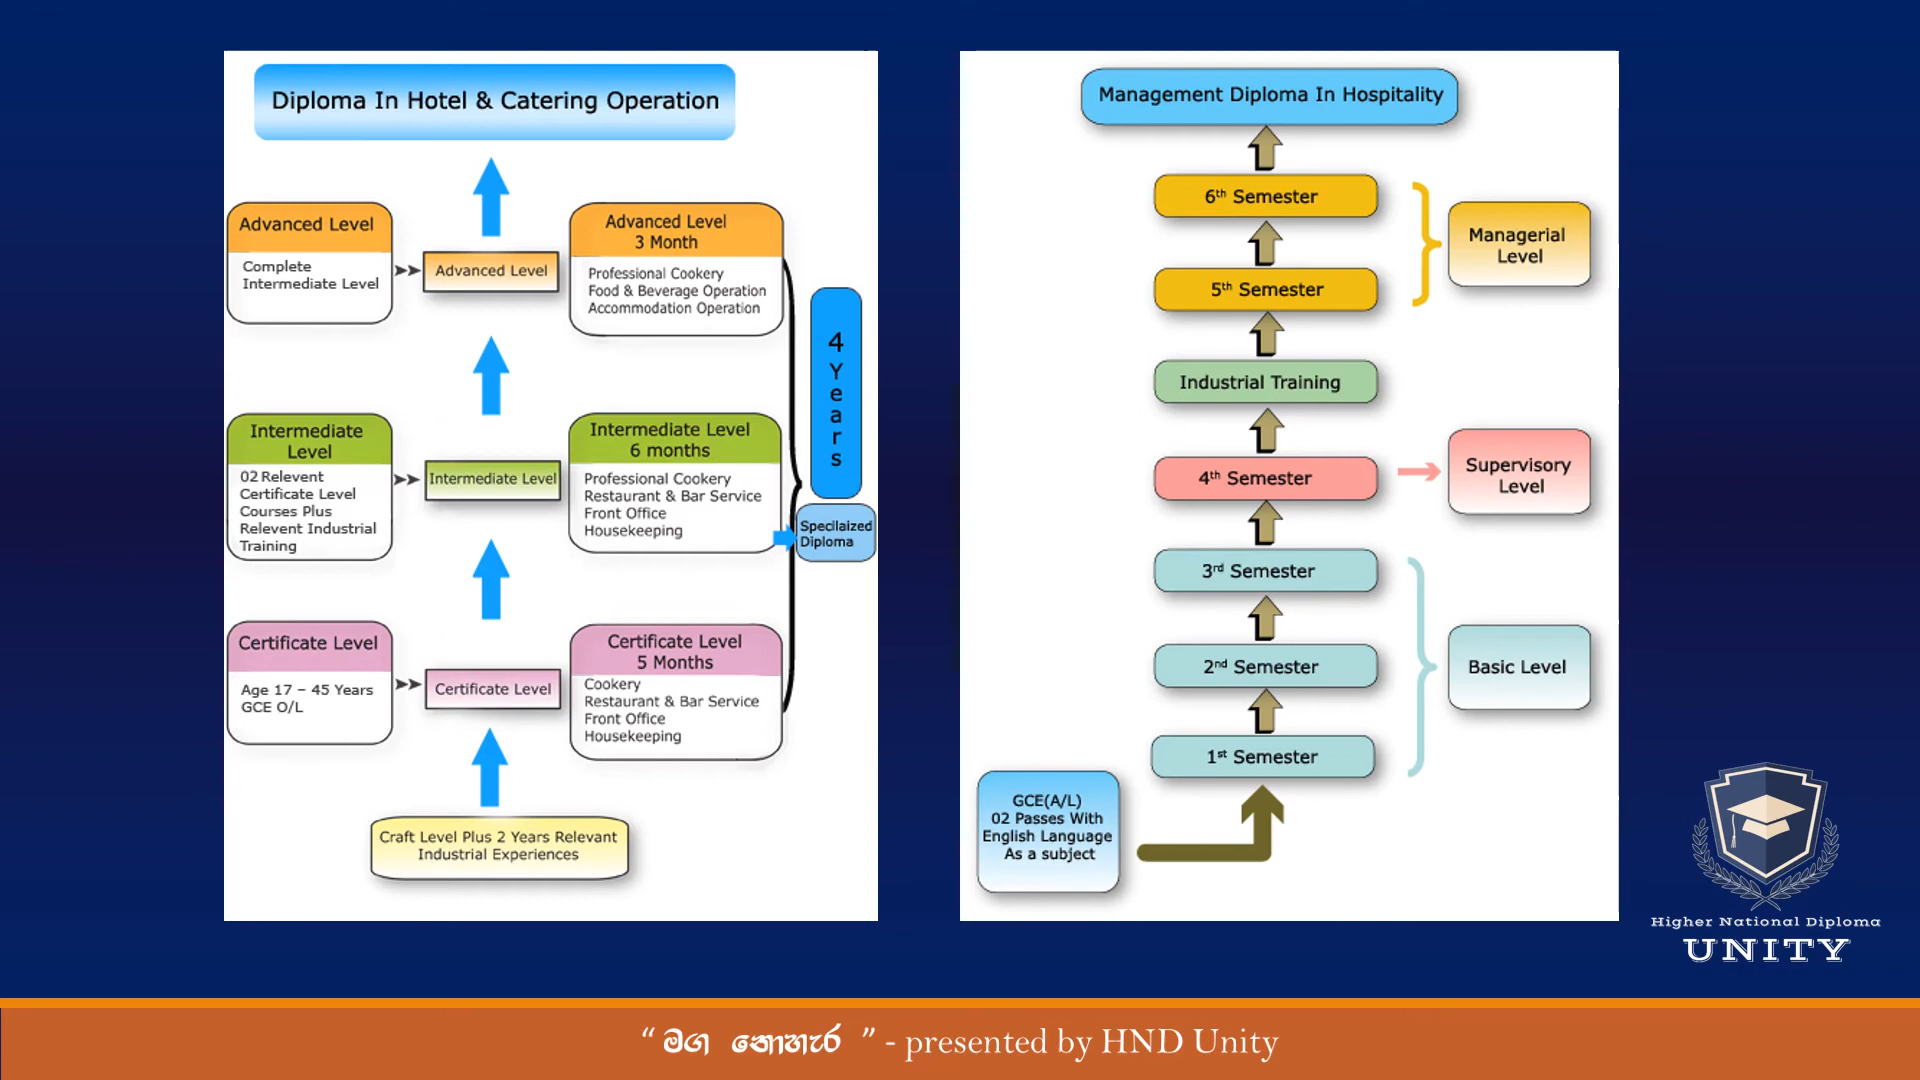 Diploma In Hotel & Catering Operation
Advanced Level
Complete
Intermediate Level
Advanced Level
Advanced Level
3 Month
Professional Cookery
Food & Beverage Operation
Accommodation Operation
4
Years
Intermediate
Level
02 Relevent
Certificate Level
Courses Plus
Relevent Industrial
Training
Intermediate Level
Intermediate Level
6 months
Professional Cookery
Restaurant & Bar Service
Front Office
Housekeeping
Specilaized
Diploma
Certificate Level
Age 17 – 45 Years
GCE O/L
Certificate Level
Certificate Level
5 Months
Cookery
Restaurant & Bar Service
Front Office
Housekeeping
Craft Level Plus 2 Years Relevant
Industrial Experiences
Management Diploma In Hospitality
6th Semester
5th Semester
Managerial
Level
Industrial Training
4th Semester
Supervisory
Level
3rd Semester
2nd Semester
1st Semester
Basic Level
GCE(A/L)
02 Passes With
English Language
As a subject
Higher National Diploma
UNITY
“ මග නොහැර ” - presented by HND Unity